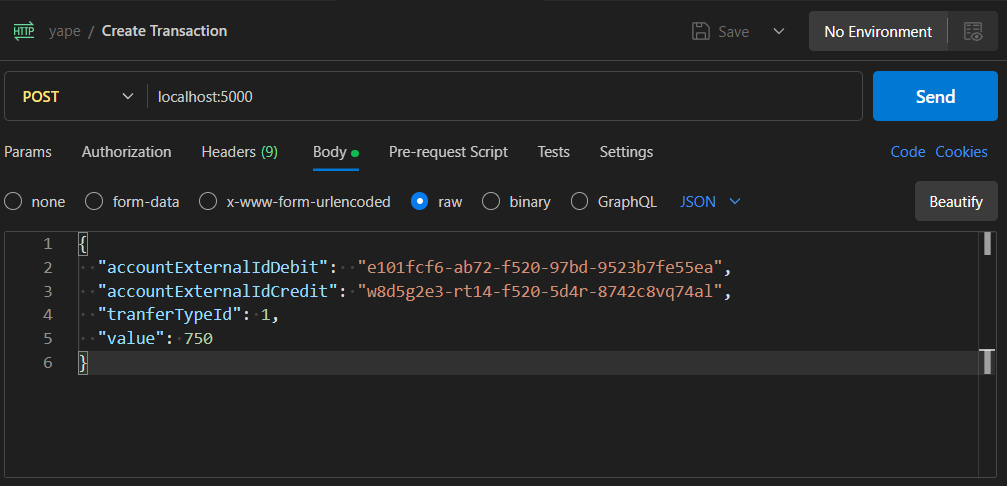 HTTP yape / Create Transaction Save No Environment
POST localhost:5000 Send
Params Authorization Headers (9) Body Pre-request Script Tests Settings Code Cookies
none form-data x-www-form-urlencoded raw binary GraphQL JSON Beautify
1 {
2 "accountExternalIdDebit": "e101fcf6-ab72-f520-97bd-9523b7fe55ea",
3 "accountExternalIdCredit": "w8d5g2e3-rt14-f520-5d4r-8742c8vq74al",
4 "tranferTypeId": 1,
5 "value": 750
6 }